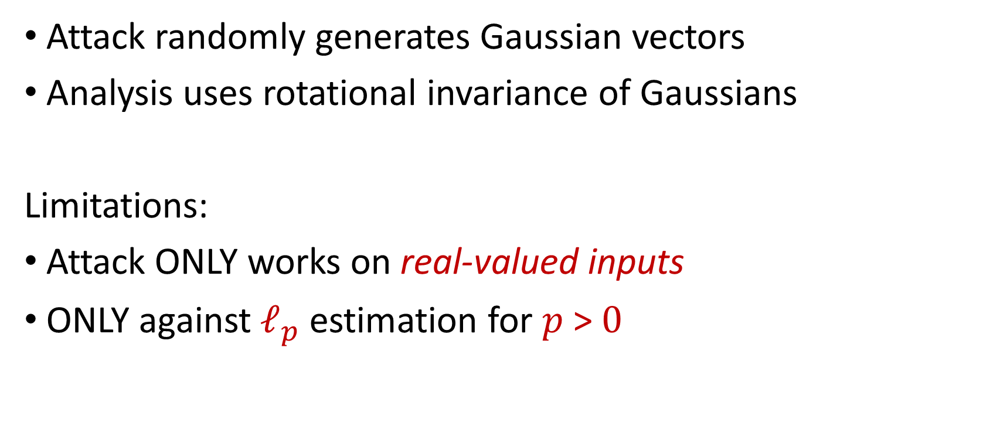 • Attack randomly generates Gaussian vectors
• Analysis uses rotational invariance of Gaussians
Limitations:
• Attack ONLY works on real-valued inputs
• ONLY against ℓₚ estimation for p > 0